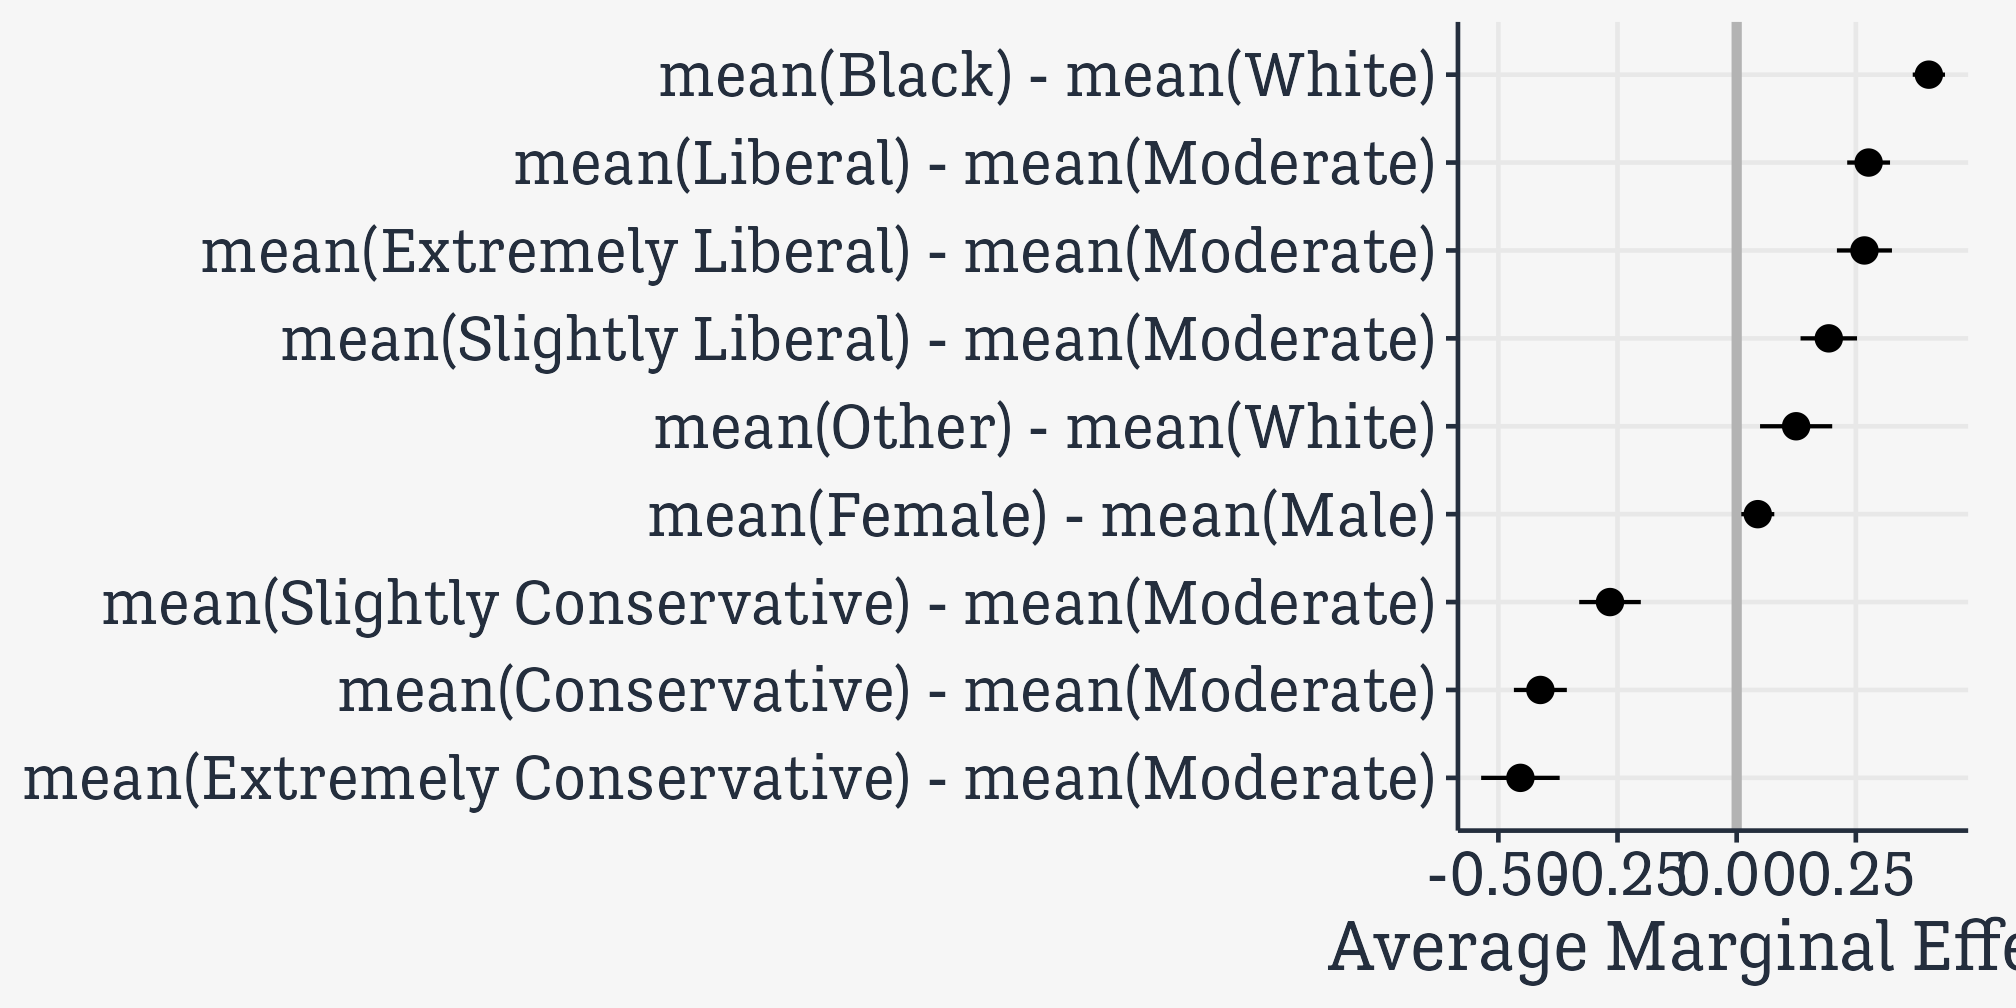 mean(Black) - mean(White)
mean(Liberal) - mean(Moderate)
mean(Extremely Liberal) - mean(Moderate)
mean(Slightly Liberal) - mean(Moderate)
mean(Other) - mean(White)
mean(Female) - mean(Male)
mean(Slightly Conservative) - mean(Moderate)
mean(Conservative) - mean(Moderate)
mean(Extremely Conservative) - mean(Moderate)
-0.50 -0.25 0.00 0.25
Average Marginal Effe